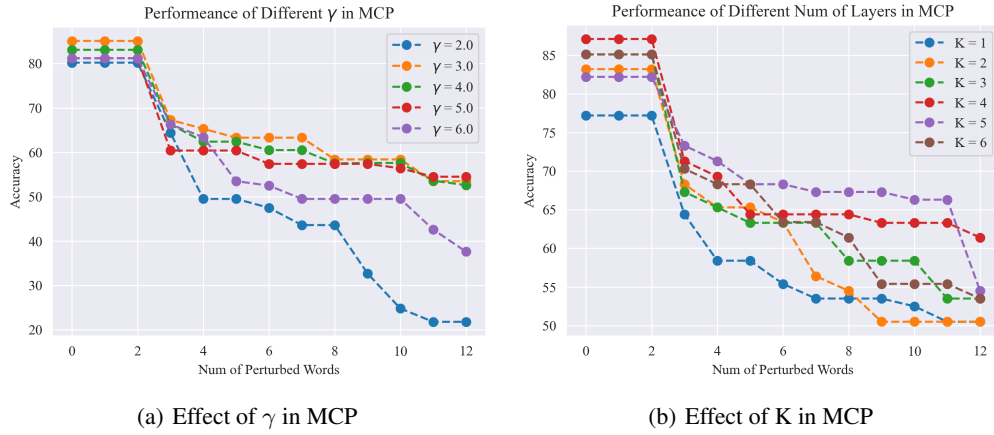 Performeance of Different γ in MCP
Accuracy
80
70
60
50
40
30
20
0 2 4 6 8 10 12
Num of Perturbed Words
γ = 2.0
γ = 3.0
γ = 4.0
γ = 5.0
γ = 6.0
(a) Effect of γ in MCP
Performeance of Different Num of Layers in MCP
Accuracy
85
80
75
70
65
60
55
50
0 2 4 6 8 10 12
Num of Perturbed Words
K = 1
K = 2
K = 3
K = 4
K = 5
K = 6
(b) Effect of K in MCP